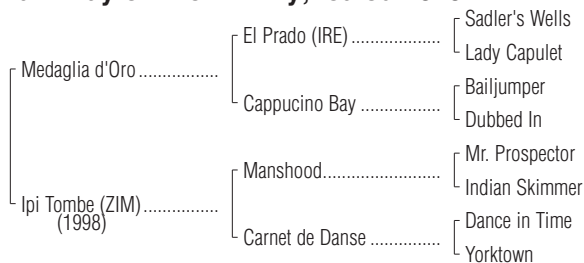 Medaglia d'Oro
Ipi Tombe (ZIM)
(1998)
El Prado (IRE)
Cappucino Bay
Manshood
Carnet de Danse
Sadler's Wells
Lady Capulet
Bailjumper
Dubbed In
Mr. Prospector
Indian Skimmer
Dance in Time
Yorktown